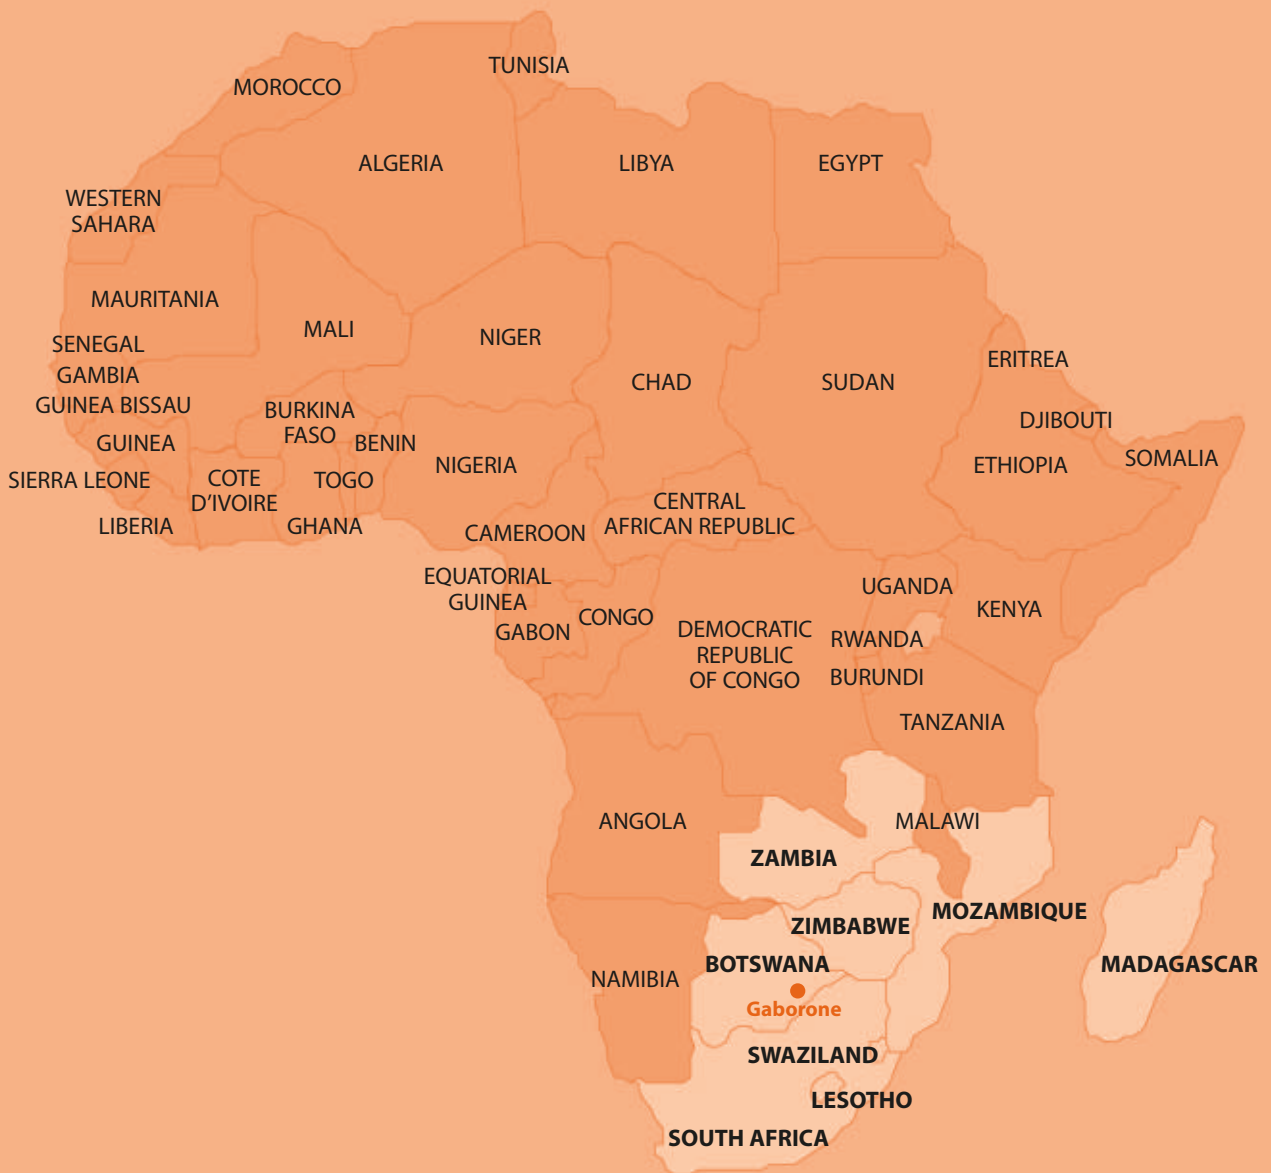 TUNISIA
MOROCCO
ALGERIA
LIBYA
EGYPT
WESTERN
SAHARA
MAURITANIA
MALI
NIGER
SENEGAL
GAMBIA
GUINEA BISSAU
CHAD
SUDAN
ERITREA
DJIBOUTI
BURKINA
FASO
BENIN
GUINEA
NIGERIA
ETHIOPIA
SOMALIA
SIERRA LEONE
COTE
D’IVOIRE
TOGO
LIBERIA
GHANA
CAMEROON
CENTRAL
AFRICAN REPUBLIC
EQUATORIAL
GUINEA
GABON
CONGO
DEMOCRATIC
REPUBLIC
OF CONGO
UGANDA
KENYA
RWANDA
BURUNDI
TANZANIA
ANGOLA
MALAWI
ZAMBIA
MOZAMBIQUE
ZIMBABWE
BOTSWANA
MADAGASCAR
NAMIBIA
Gaborone
SWAZILAND
LESOTHO
SOUTH AFRICA